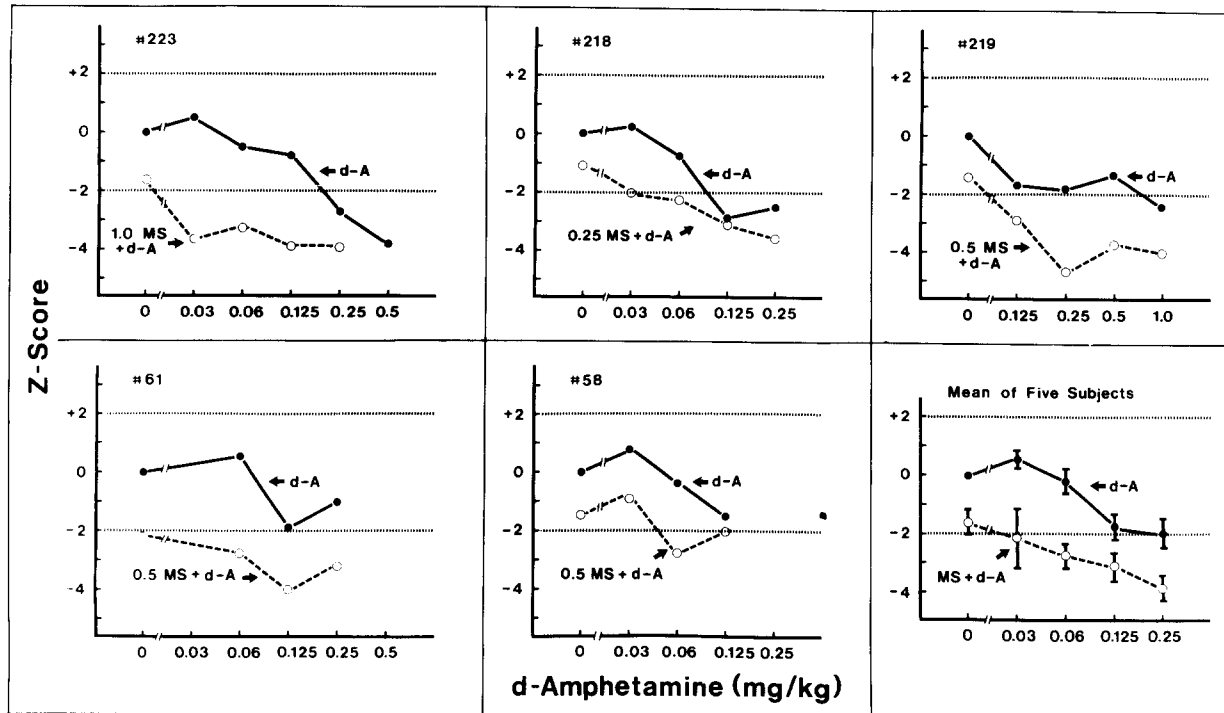 #223
+2
0
-2
-4
d-A
1.0 MS
+d-A
0 0.03 0.06 0.125 0.25 0.5
#218
+2
0
-2
-4
d-A
0.25 MS+d-A
0 0.03 0.06 0.125 0.25
#219
+2
0
-2
-4
d-A
0.5 MS
+d-A
0 0.125 0.25 0.5 1.0
Z-Score
#61
+2
0
-2
-4
d-A
0.5 MS+d-A
0 0.03 0.06 0.125 0.25 0.5
#58
+2
0
-2
-4
d-A
0.5 MS+d-A
0 0.03 0.06 0.125 0.25
Mean of Five Subjects
+2
0
-2
-4
d-A
MS+d-A
0 0.03 0.06 0.125 0.25
d-Amphetamine (mg/kg)